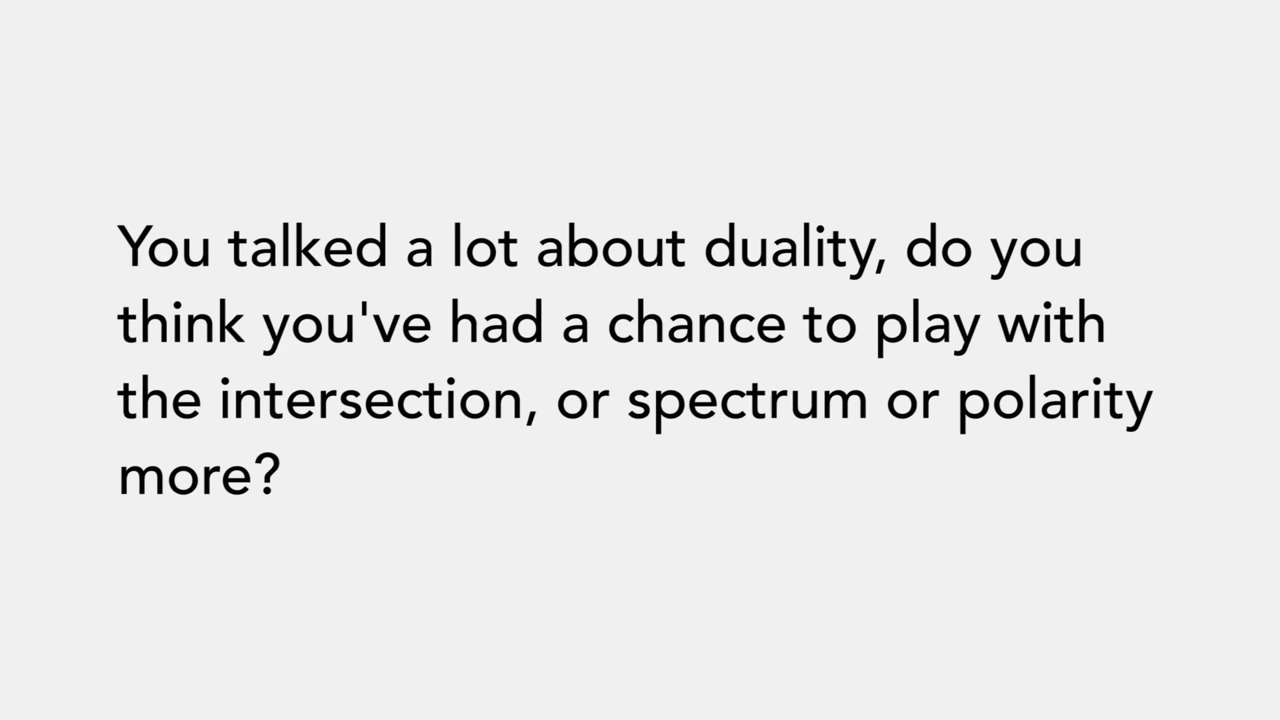 You talked a lot about duality, do you
think you've had a chance to play with
the intersection, or spectrum or polarity
more?